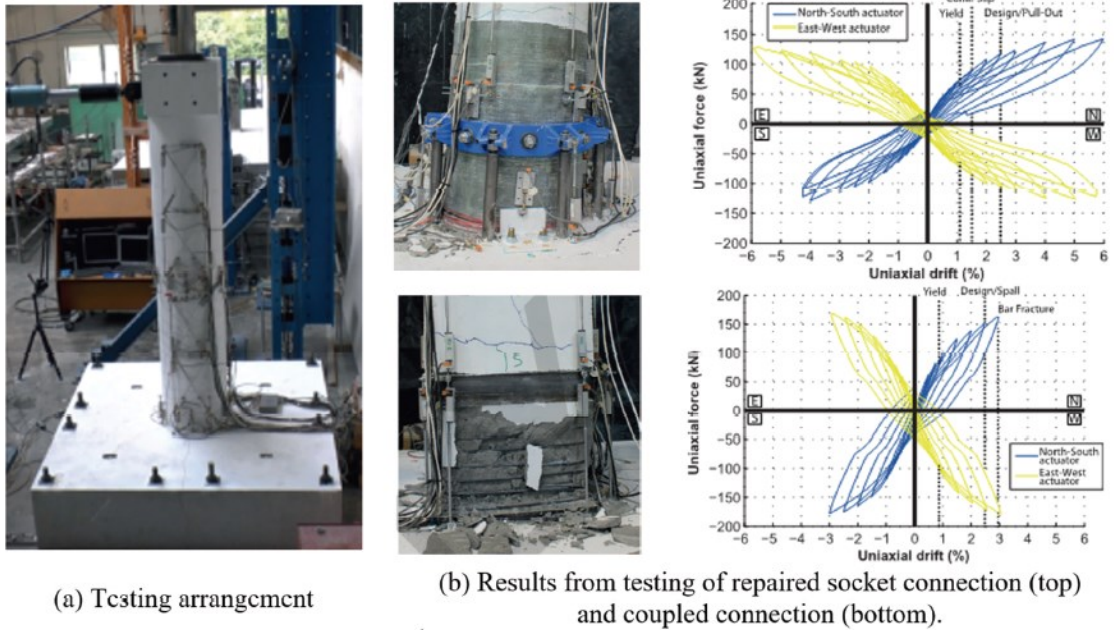 200
150
100
50
0
−50
−100
−150
−200
Uniaxial force (kN)
North-South actuator
East-West actuator
Yield
Design/Pull-Out
E
S
N
W
−6 −5 −4 −3 −2 −1 0 1 2 3 4 5 6
Uniaxial drift (%)
15
Yield
Design/Spall
Bar Fracture
200
150
100
50
0
−50
−100
−150
−200
Uniaxial force (kN)
E
S
N
W
North-South
actuator
East-West
actuator
−6 −5 −4 −3 −2 −1 0 1 2 3 4 5 6
Uniaxial drift (%)
(a) Testing arrangement
(b) Results from testing of repaired socket connection (top)
and coupled connection (bottom).